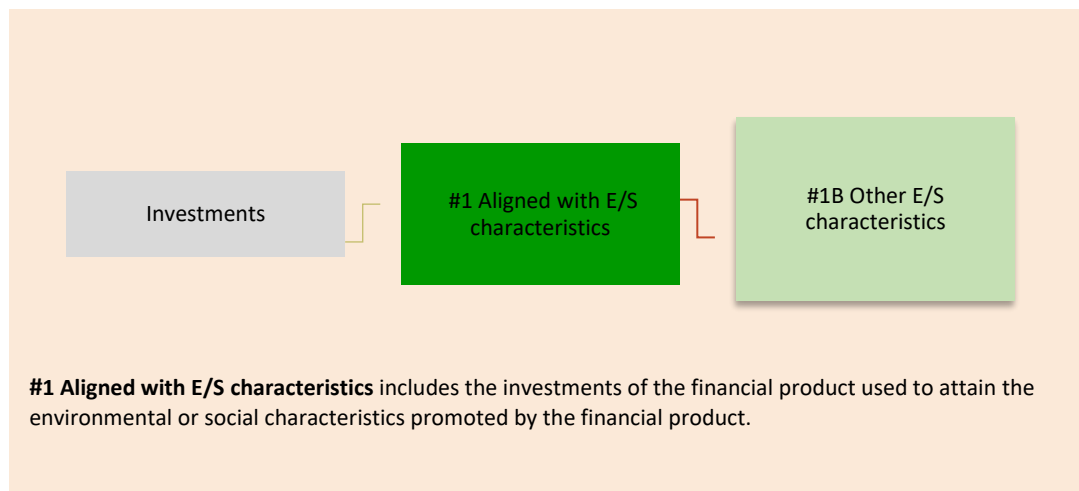 Investments
#1 Aligned with E/S
characteristics
#1B Other E/S
characteristics
#1 Aligned with E/S characteristics includes the investments of the financial product used to attain the
environmental or social characteristics promoted by the financial product.